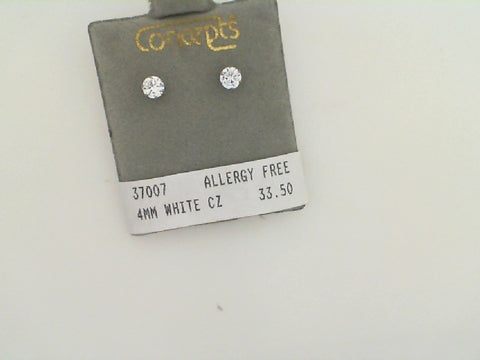 Concepts
37007 ALLERGY FREE
4MM WHITE CZ 33.50